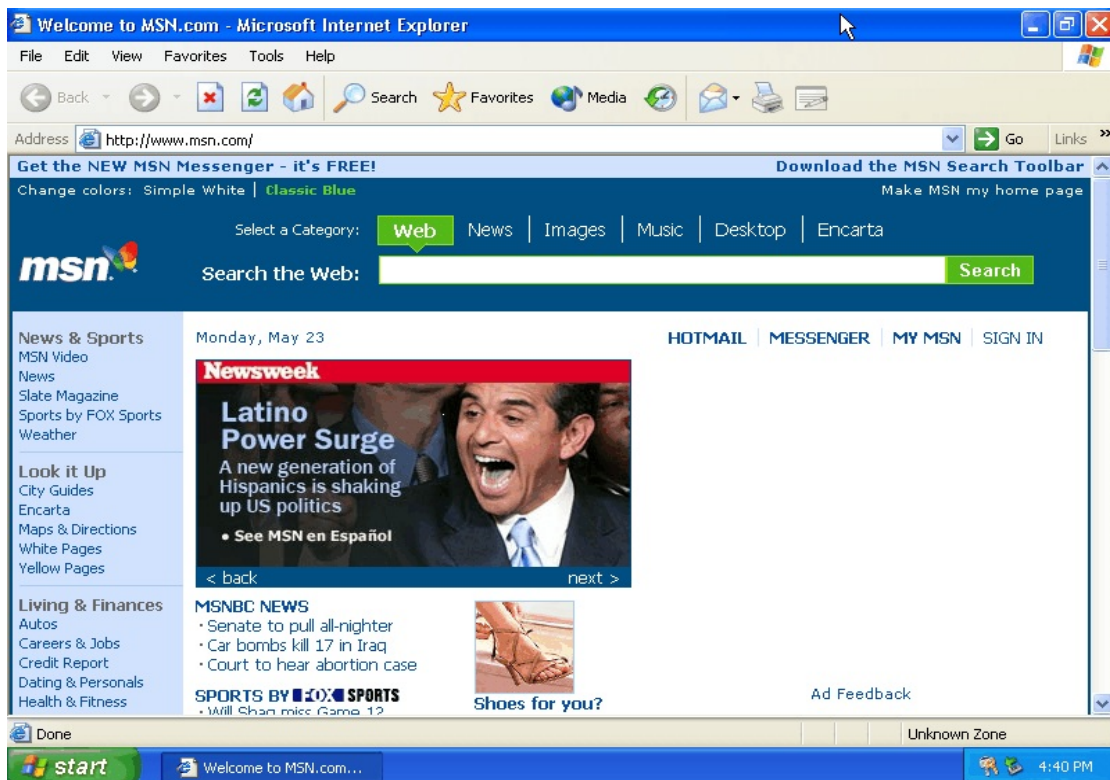 Welcome to MSN.com - Microsoft Internet Explorer
File Edit View Favorites Tools Help
Back Search Favorites Media
Address http://www.msn.com/ Go Links »
Get the NEW MSN Messenger - it's FREE! Download the MSN Search Toolbar
Change colors: Simple White | Classic Blue Make MSN my home page
Select a Category: Web News | Images | Music | Desktop | Encarta
msn
Search the Web: Search
News & Sports
MSN Video
News
Slate Magazine
Sports by FOX Sports
Weather
Look it Up
City Guides
Encarta
Maps & Directions
White Pages
Yellow Pages
Living & Finances
Autos
Careers & Jobs
Credit Report
Dating & Personals
Health & Fitness
Monday, May 23 HOTMAIL | MESSENGER | MY MSN | SIGN IN
Newsweek
Latino
Power Surge
A new generation of
Hispanics is shaking
up US politics
• See MSN en Español
< back next >
MSNBC NEWS
· Senate to pull all-nighter
· Car bombs kill 17 in Iraq
· Court to hear abortion case
SPORTS BY FOX SPORTS
· Will Shaq miss Game 1?
Shoes for you?
Ad Feedback
Done Unknown Zone
start Welcome to MSN.com... 4:40 PM